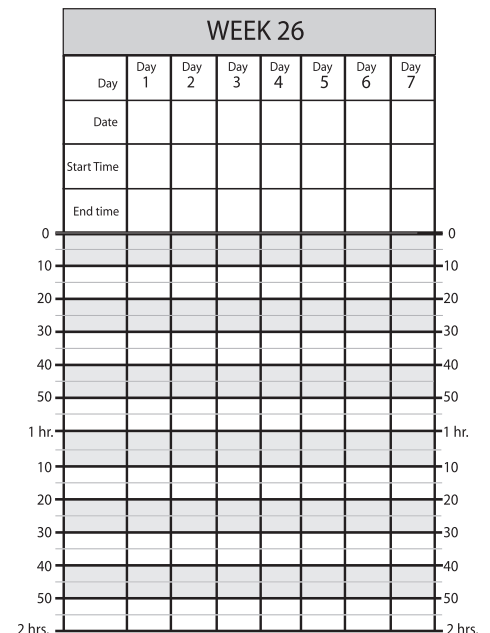 WEEK 26
Day Day 1 Day 2 Day 3 Day 4 Day 5 Day 6 Day 7
Date
Start Time
End time
0 0
10 10
20 20
30 30
40 40
50 50
1 hr. 1 hr.
10 10
20 20
30 30
40 40
50 50
2 hrs. 2 hrs.